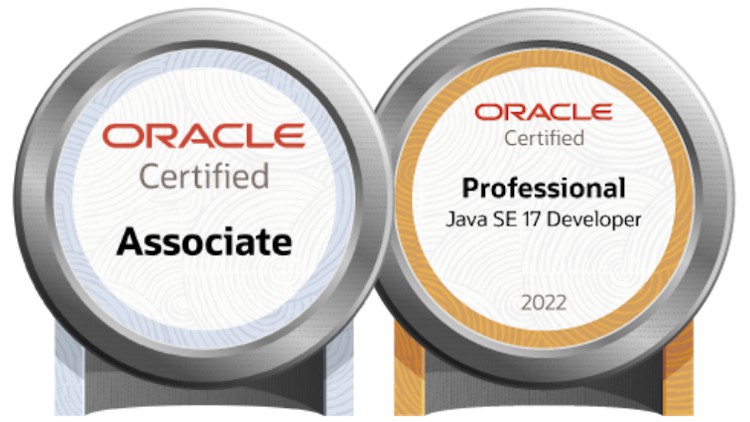 ORACLE
Certified
Associate
ORACLE
Certified
Professional
Java SE 17 Developer
2022